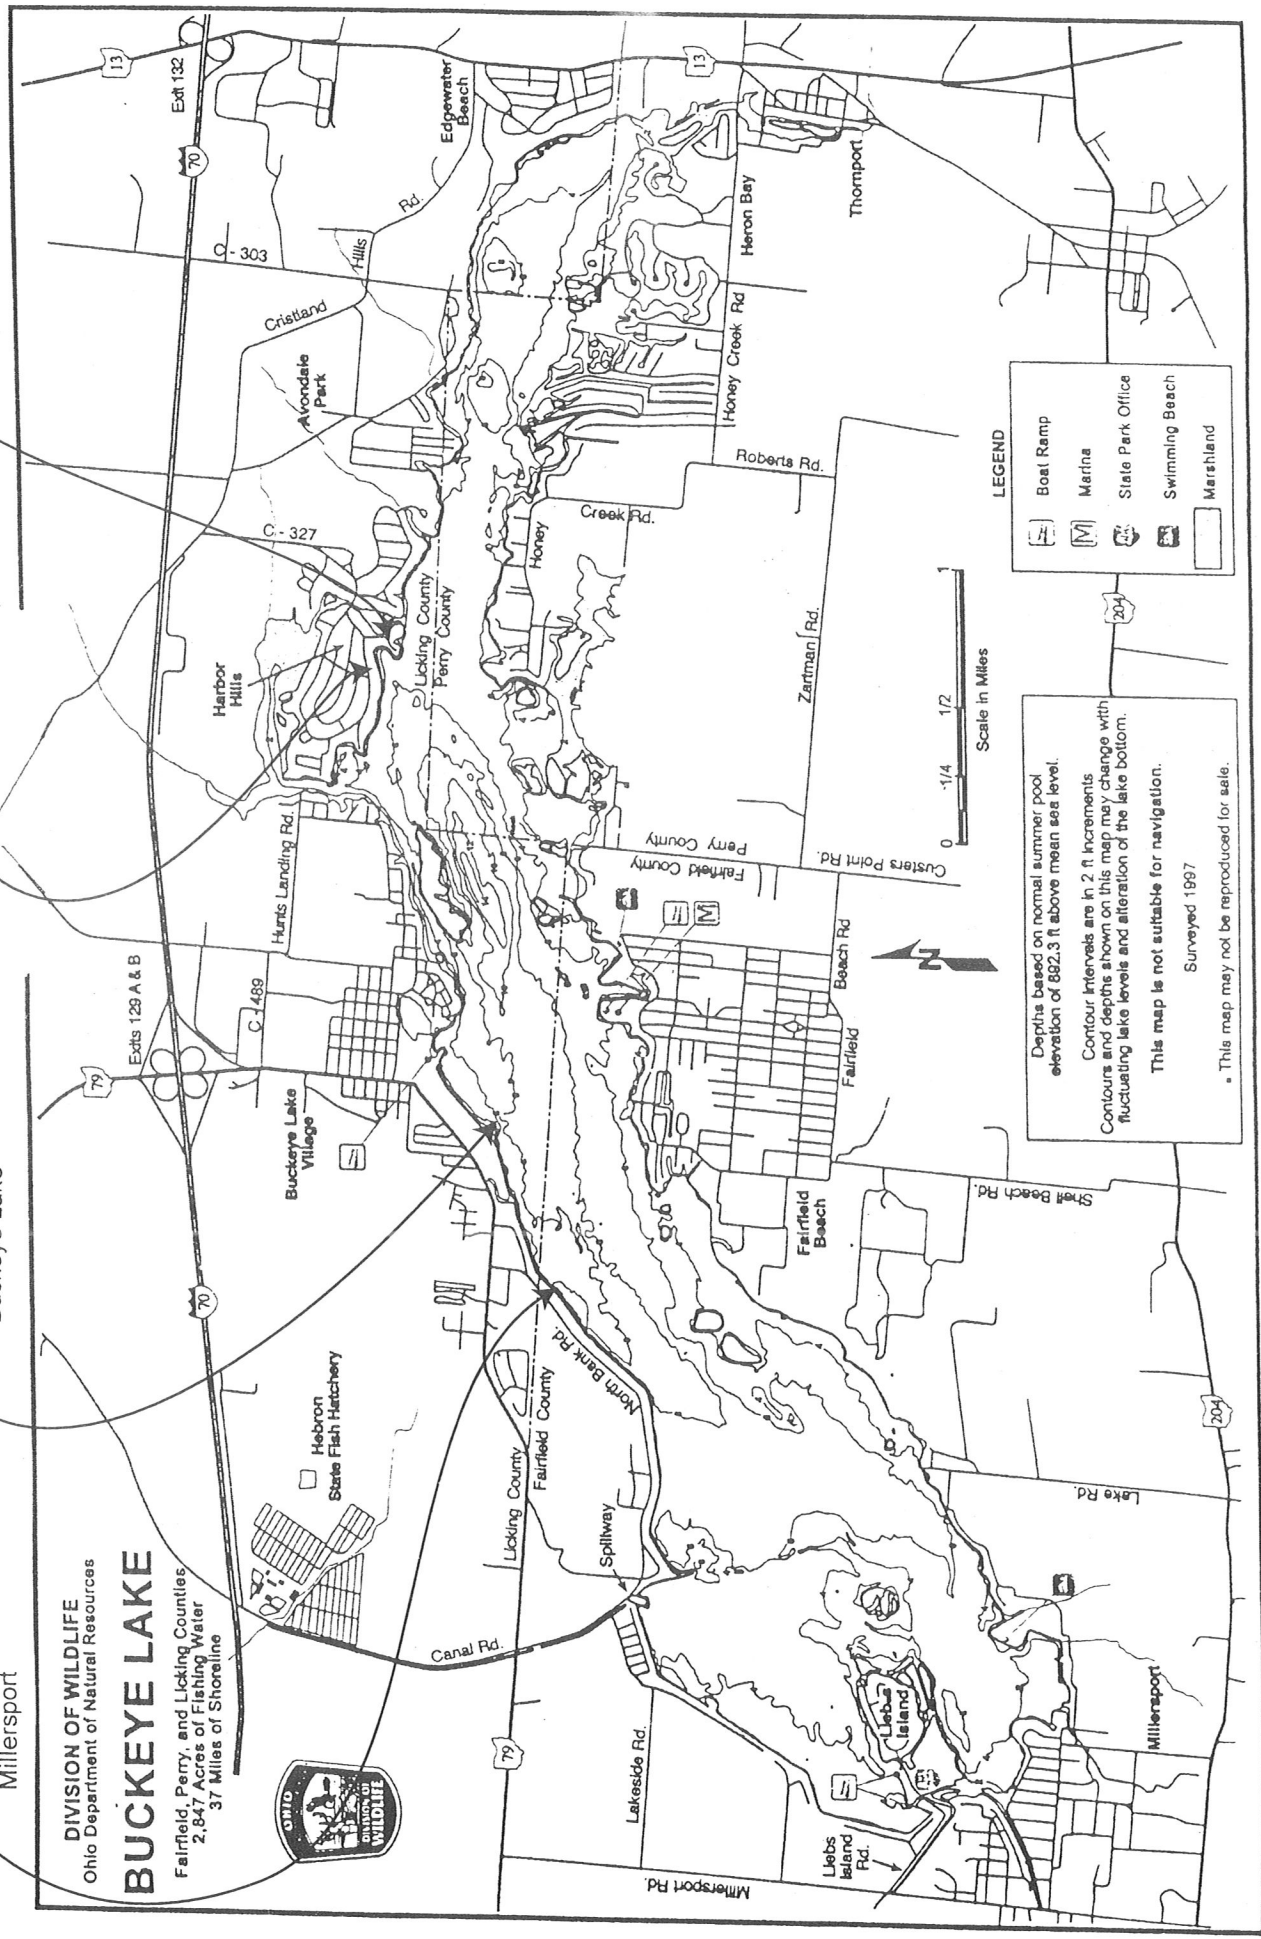 Millersport
DIVISION OF WILDLIFE
Ohio Department of Natural Resources
BUCKEYE LAKE
Fairfield, Perry, and Licking Counties
2,847 Acres of Fishing Water
37 Miles of Shoreline
OHIO
DIVISION OF
WILDLIFE
Hebron
State Fish Hatchery
70
79
Exits 129 A & B
C - 489
Buckeye Lake
Village
Hunts Landing Rd.
Harbor
Hills
C - 327
Avondale
Park
Cristland
Hills
Rd.
C - 303
70
Exit 132
13
Edgewater
Beach
13
Canal Rd.
79
Licking County
Fairfield County
North Bank Rd.
Spillway
Licking County
Perry County
Honey
Creek Rd.
Roberts Rd.
Honey Creek Rd
Heron Bay
Thornport
Lakeside Rd.
Millersport Rd.
Liebs
Island
Rd.
Liebs
Island
Millersport
Lake Rd.
204
Fairfield
Beach
Shell Beach Rd.
Fairfield
Beach Rd
Fairfield County
Perry County
Custers Point Rd.
Zartman Rd.
M
N
0
1/4
1/2
1
Scale in Miles
204
Depths based on normal summer pool
elevation of 892.3 ft above mean sea level.
Contour intervals are in 2 ft increments
Contours and depths shown on this map may change with
fluctuating lake levels and alteration of the lake bottom.
This map is not suitable for navigation.
Surveyed 1997
• This map may not be reproduced for sale.
LEGEND
Boat Ramp
M Marina
State Park Office
Swimming Beach
Marshland